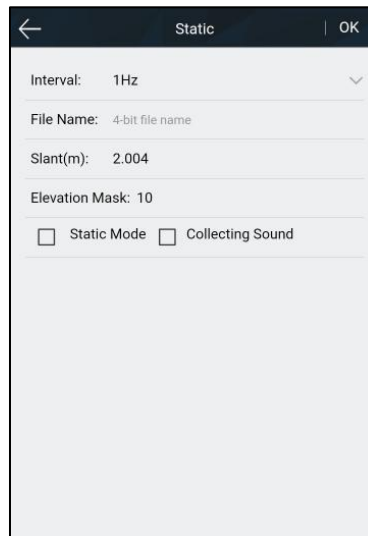 Static | OK
Interval: 1Hz
File Name: 4-bit file name
Slant(m): 2.004
Elevation Mask: 10
Static Mode Collecting Sound